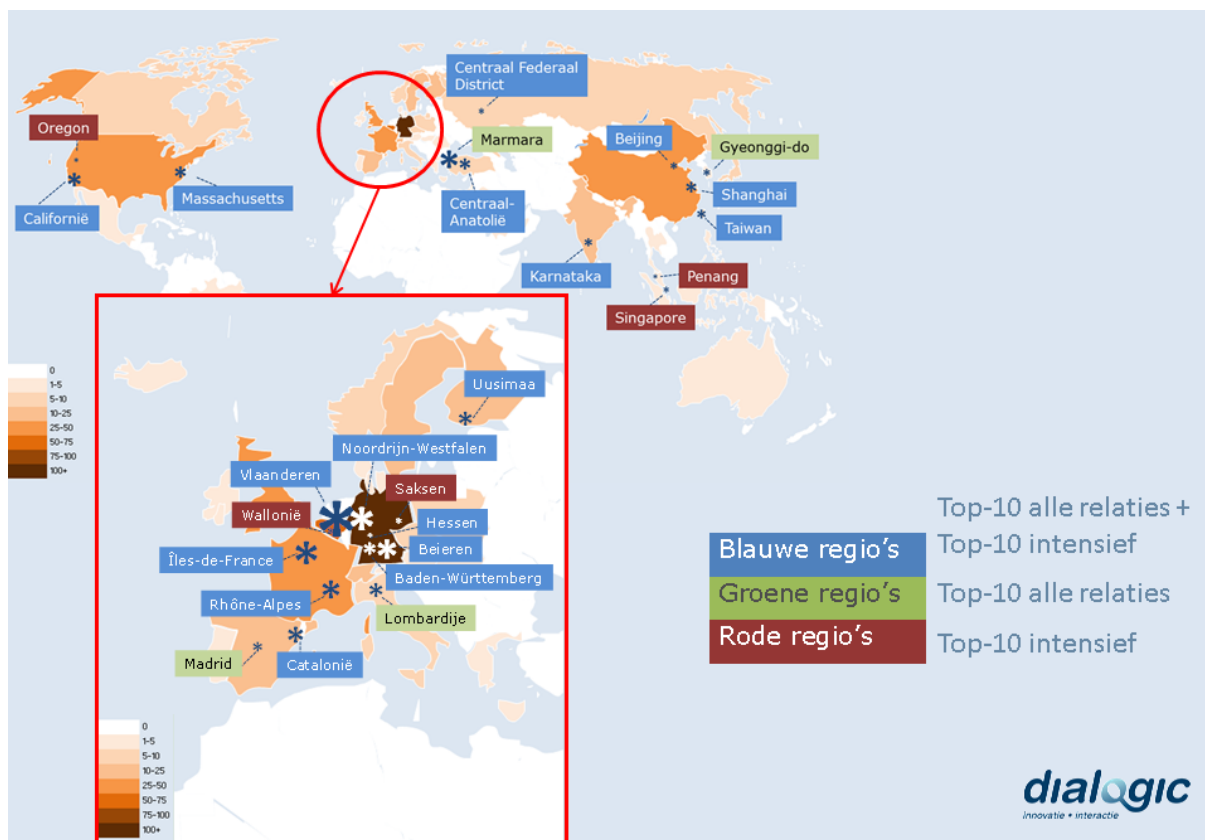 Centraal Federaal
District
Oregon
Marmara
Beijing
Gyeonggi-do
Massachusetts
Shanghai
Californië
Centraal-
Anatolië
Taiwan
Karnataka
Penang
Singapore
0
1-5
5-10
10-25
25-50
50-75
75-100
100+
Uusimaa
Noordrijn-Westfalen
Vlaanderen
Saksen
Wallonië
Hessen
Îles-de-France
Beieren
Baden-Württemberg
Rhône-Alpes
Lombardije
Madrid
Catalonië
0
1-5
5-10
10-25
25-50
50-75
75-100
100+
Top-10 alle relaties +
Blauwe regio's Top-10 intensief
Groene regio's Top-10 alle relaties
Rode regio's Top-10 intensief
dialogic
innovatie • interactie